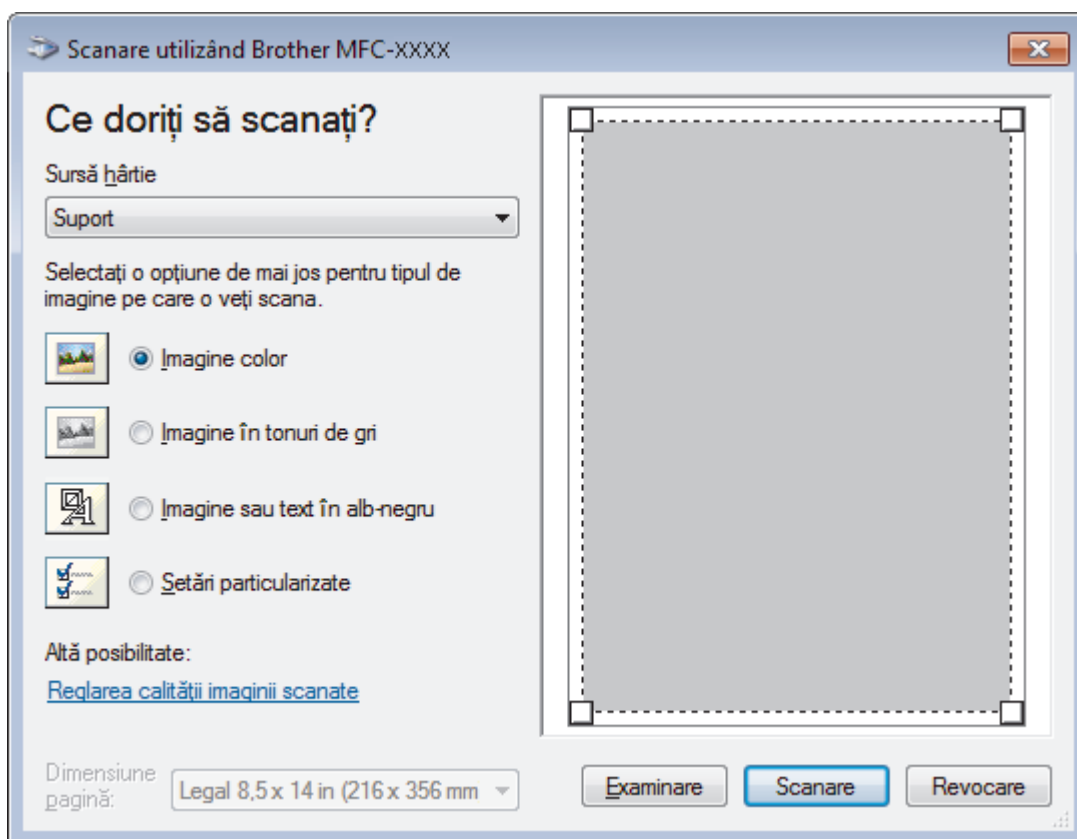 Scanare utilizând Brother MFC-XXXX
Ce doriți să scanați?
Sursă hârtie
Suport
Selectați o opțiune de mai jos pentru tipul de
imagine pe care o veți scana.
Imagine color
Imagine în tonuri de gri
Imagine sau text în alb-negru
Setări particularizate
Altă posibilitate:
Reglarea calității imaginii scanate
Dimensiune
pagină:
Legal 8,5 x 14 in (216 x 356 mm
Examinare
Scanare
Revocare